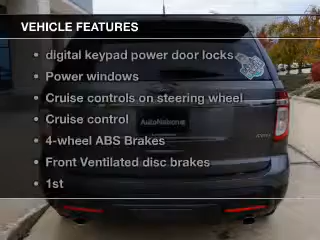 VEHICLE FEATURES
• digital keypad power door locks
• Power windows
• Cruise controls on steering wheel
• Cruise control
• 4-wheel ABS Brakes
• Front Ventilated disc brakes
• 1st
AutoNation